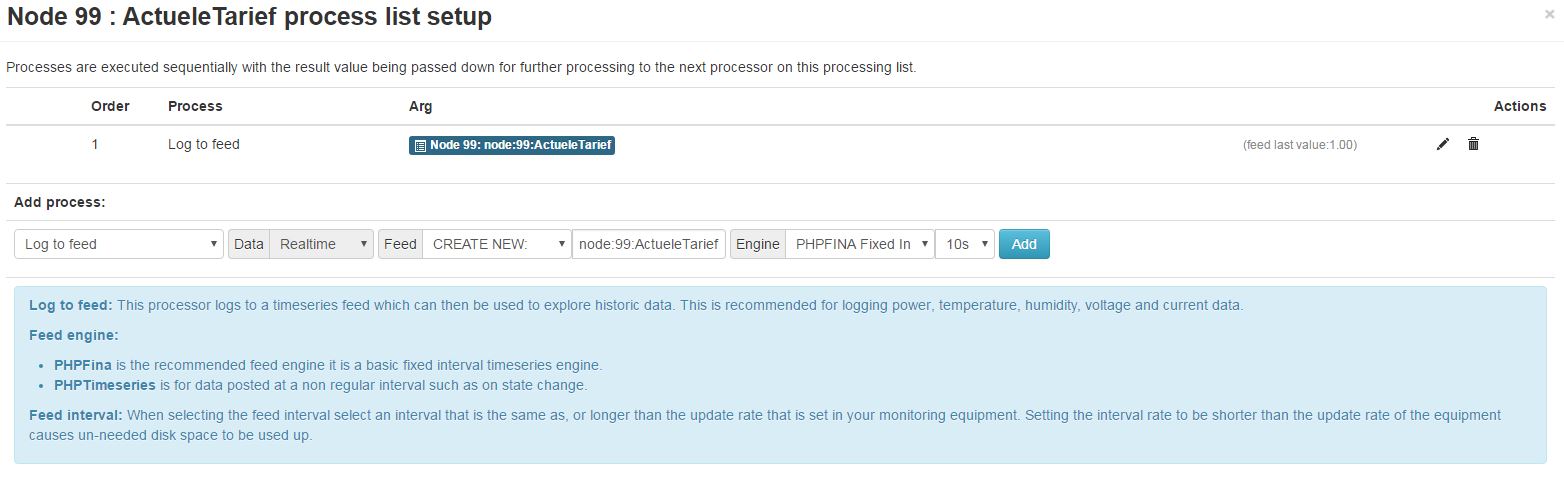 Node 99 : ActueleTarief process list setup ×
Processes are executed sequentially with the result value being passed down for further processing to the next processor on this processing list.
Order Process Arg Actions
1 Log to feed Node 99: node:99:ActueleTarief (feed last value:1.00)
Add process:
Log to feed Data Realtime Feed CREATE NEW: node:99:ActueleTarief Engine PHPFINA Fixed In 10s Add
Log to feed: This processor logs to a timeseries feed which can then be used to explore historic data. This is recommended for logging power, temperature, humidity, voltage and current data.
Feed engine:
• PHPFina is the recommended feed engine it is a basic fixed interval timeseries engine.
• PHPTimeseries is for data posted at a non regular interval such as on state change.
Feed interval: When selecting the feed interval select an interval that is the same as, or longer than the update rate that is set in your monitoring equipment. Setting the interval rate to be shorter than the update rate of the equipment
causes un-needed disk space to be used up.